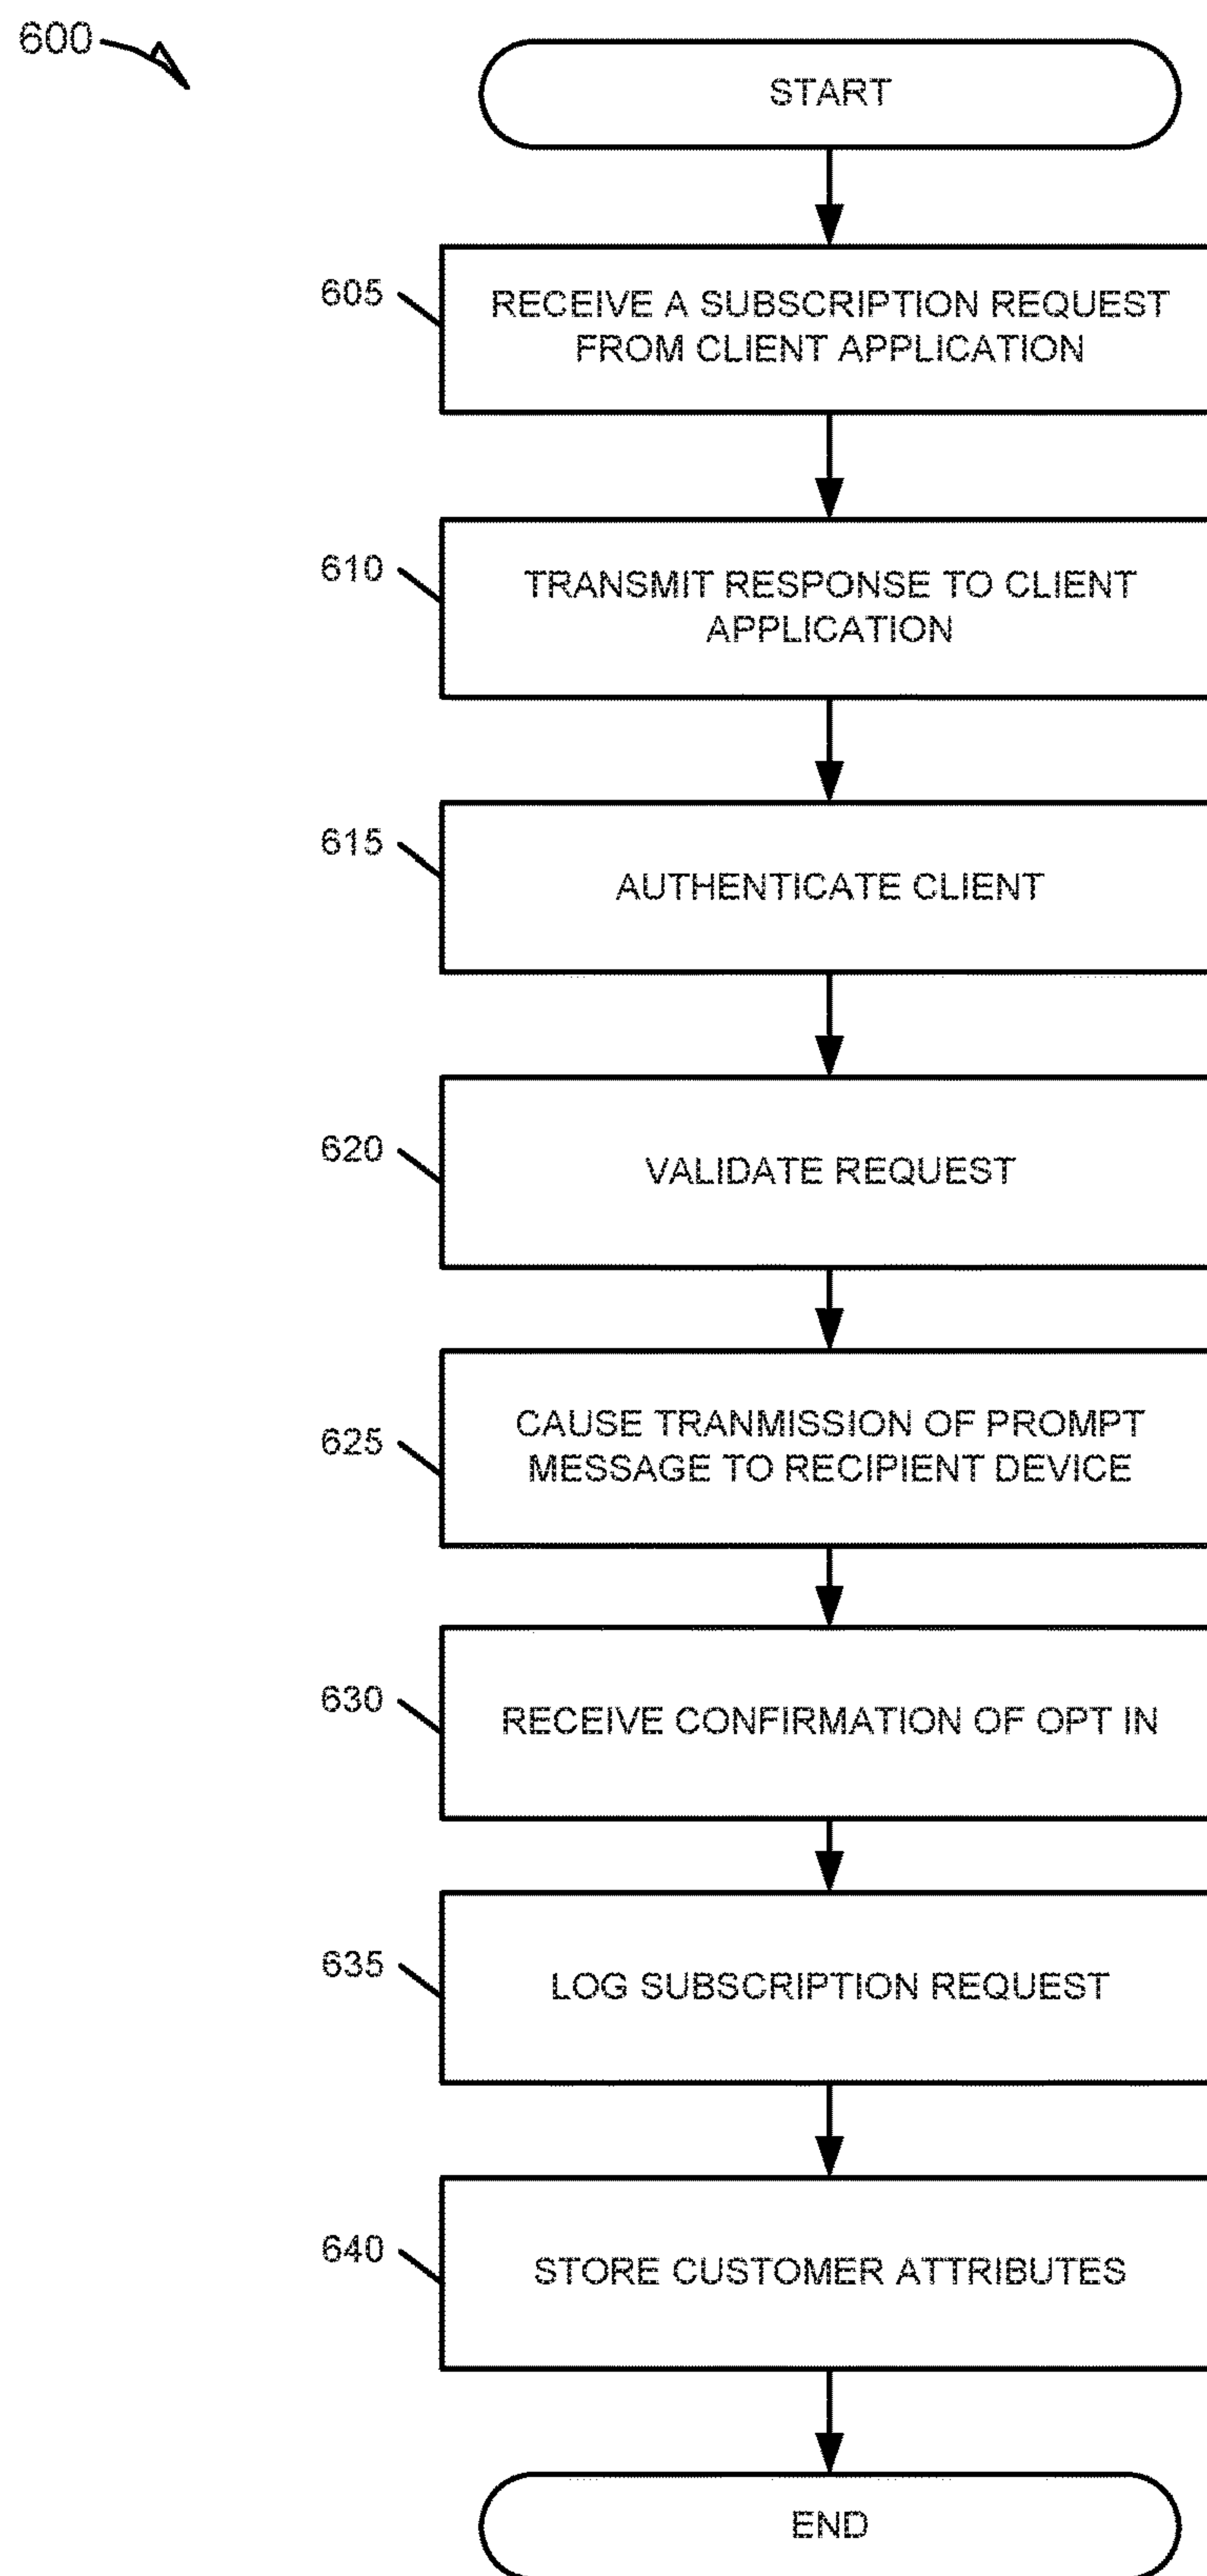 600
START
605
RECEIVE A SUBSCRIPTION REQUEST
FROM CLIENT APPLICATION
610
TRANSMIT RESPONSE TO CLIENT
APPLICATION
615
AUTHENTICATE CLIENT
620
VALIDATE REQUEST
625
CAUSE TRANMISSION OF PROMPT
MESSAGE TO RECIPIENT DEVICE
630
RECEIVE CONFIRMATION OF OPT IN
635
LOG SUBSCRIPTION REQUEST
640
STORE CUSTOMER ATTRIBUTES
END